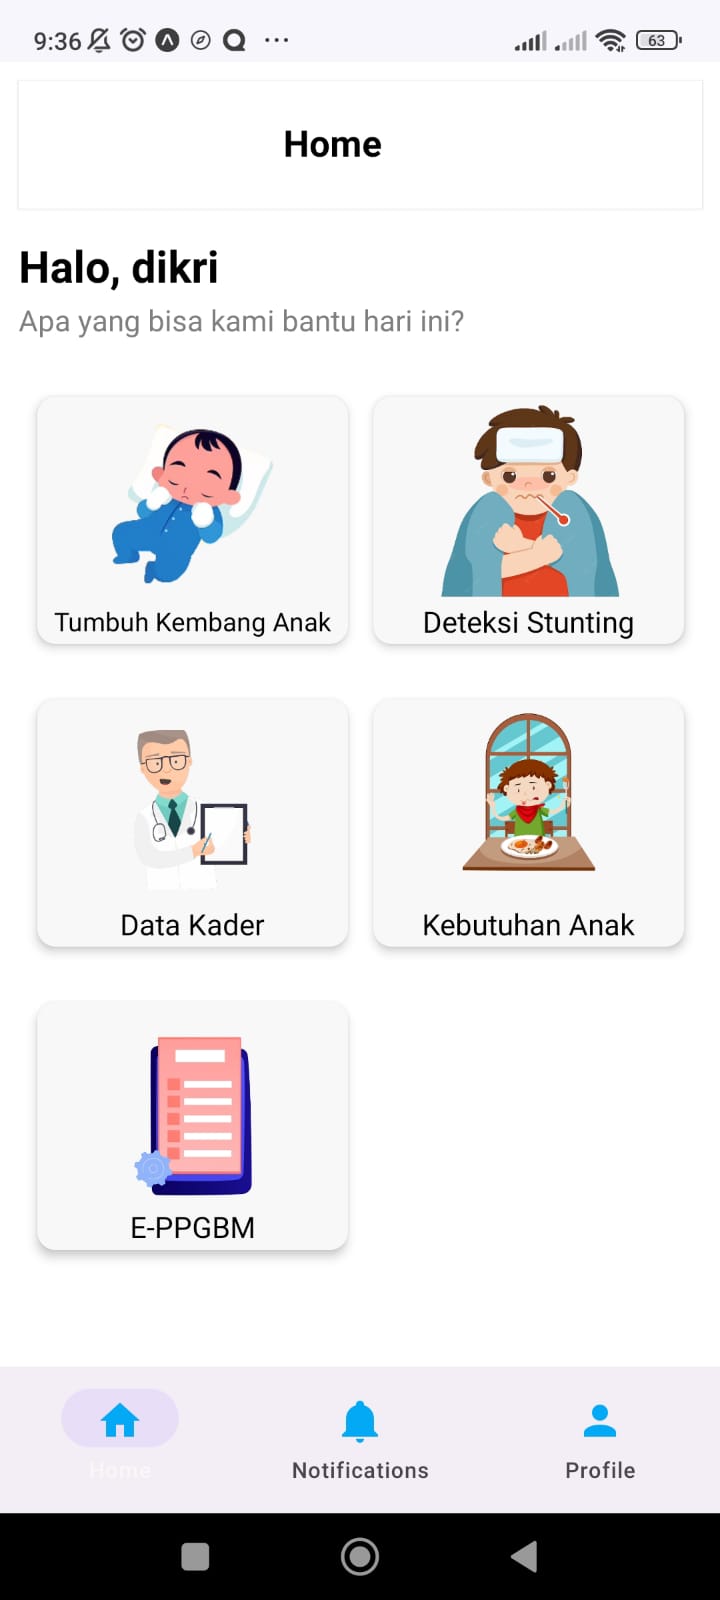 9:36
63
Home
Halo, dikri
Apa yang bisa kami bantu hari ini?
Tumbuh Kembang Anak
Deteksi Stunting
Data Kader
Kebutuhan Anak
E-PPGBM
Home
Notifications
Profile